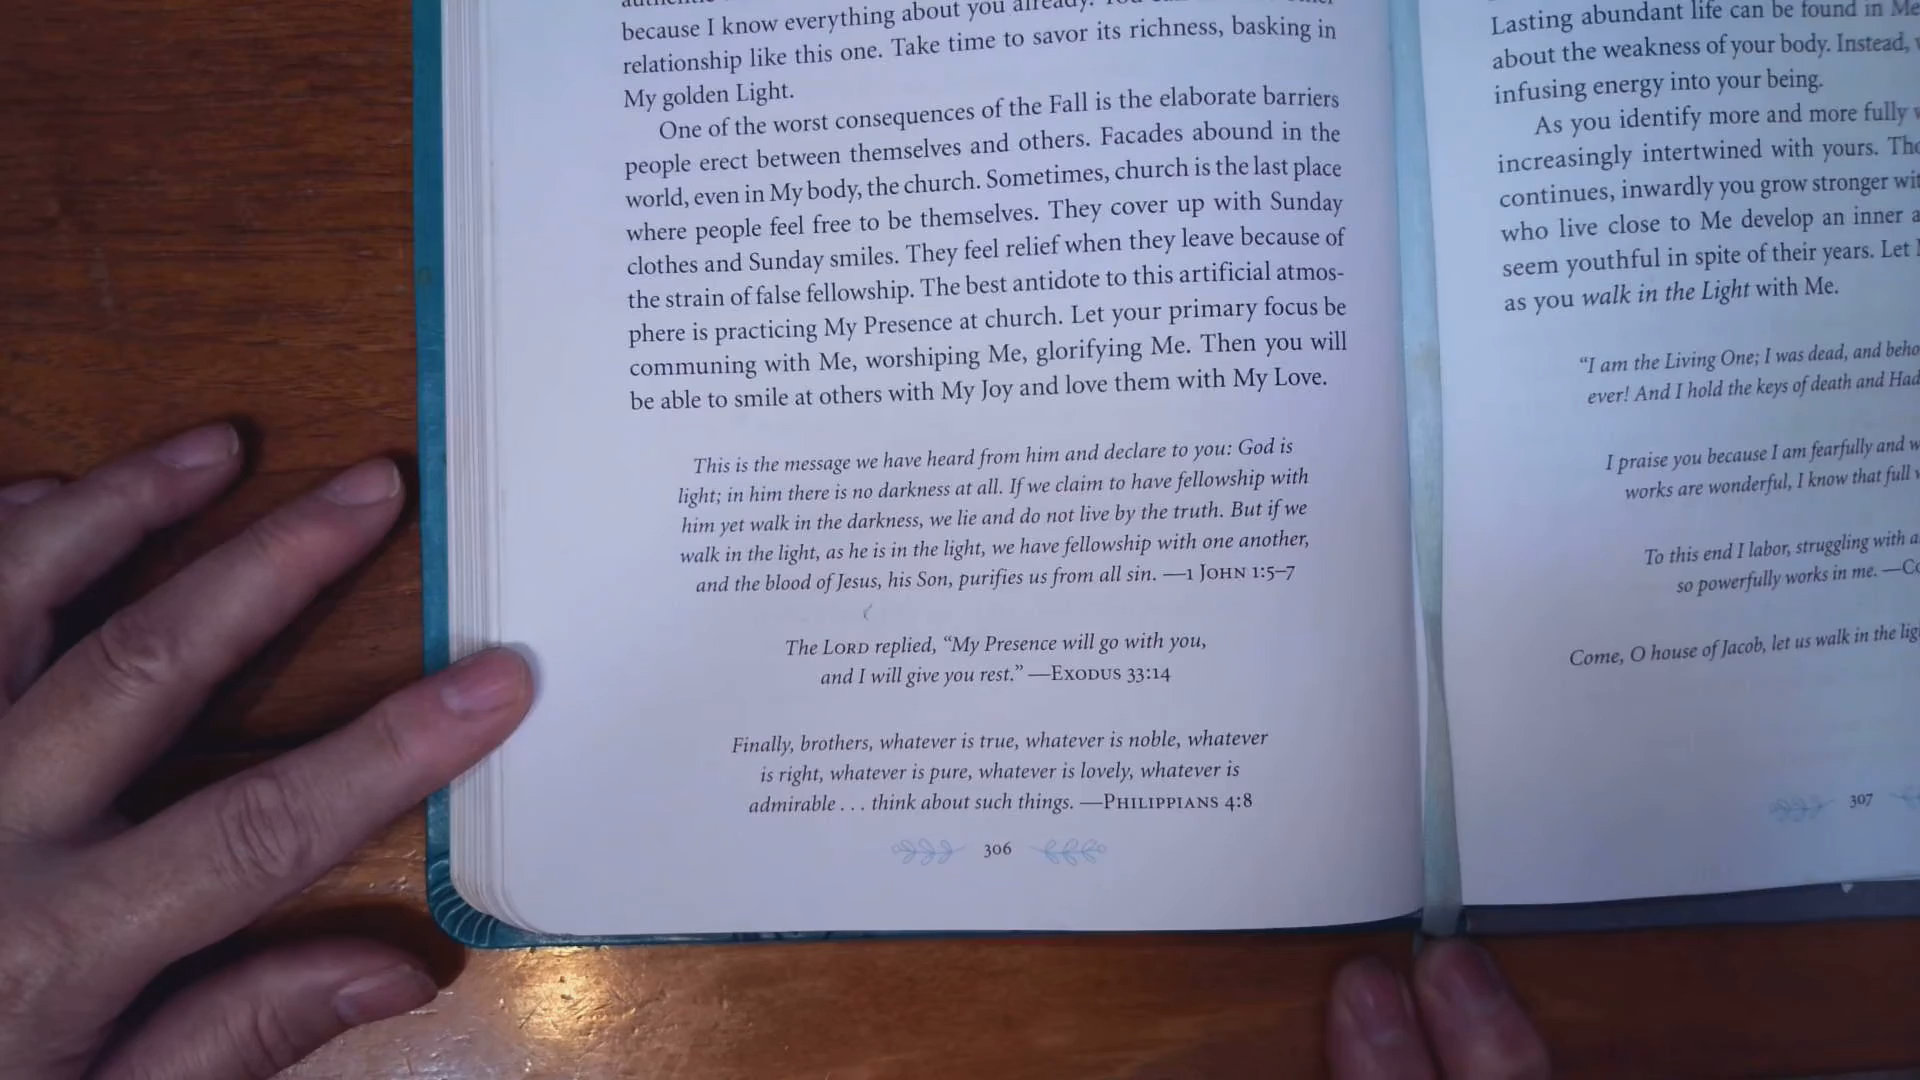 because I know everything about you already.
relationship like this one. Take time to savor its richness, basking in
My golden Light.
One of the worst consequences of the Fall is the elaborate barriers
people erect between themselves and others. Facades abound in the
world, even in My body, the church. Sometimes, church is the last place
where people feel free to be themselves. They cover up with Sunday
clothes and Sunday smiles. They feel relief when they leave because of
the strain of false fellowship. The best antidote to this artificial atmos-
phere is practicing My Presence at church. Let your primary focus be
communing with Me, worshiping Me, glorifying Me. Then you will
be able to smile at others with My Joy and love them with My Love.
This is the message we have heard from him and declare to you: God is
light; in him there is no darkness at all. If we claim to have fellowship with
him yet walk in the darkness, we lie and do not live by the truth. But if we
walk in the light, as he is in the light, we have fellowship with one another,
and the blood of Jesus, his Son, purifies us from all sin. —1 JOHN 1:5–7
The LORD replied, “My Presence will go with you,
and I will give you rest.” —EXODUS 33:14
Finally, brothers, whatever is true, whatever is noble, whatever
is right, whatever is pure, whatever is lovely, whatever is
admirable . . . think about such things. —PHILIPPIANS 4:8
306
Lasting abundant life can be found in Me
about the weakness of your body. Instead,
infusing energy into your being.
As you identify more and more fully
increasingly intertwined with yours.
continues, inwardly you grow stronger
who live close to Me develop an inner
seem youthful in spite of their years. Let
as you walk in the Light with Me.
“I am the Living One; I was dead, and
ever! And I hold the keys of death and
I praise you because I am fearfully and
works are wonderful, I know that full
To this end I labor, struggling with
so powerfully works in me.
Come, O house of Jacob, let us walk in the
307